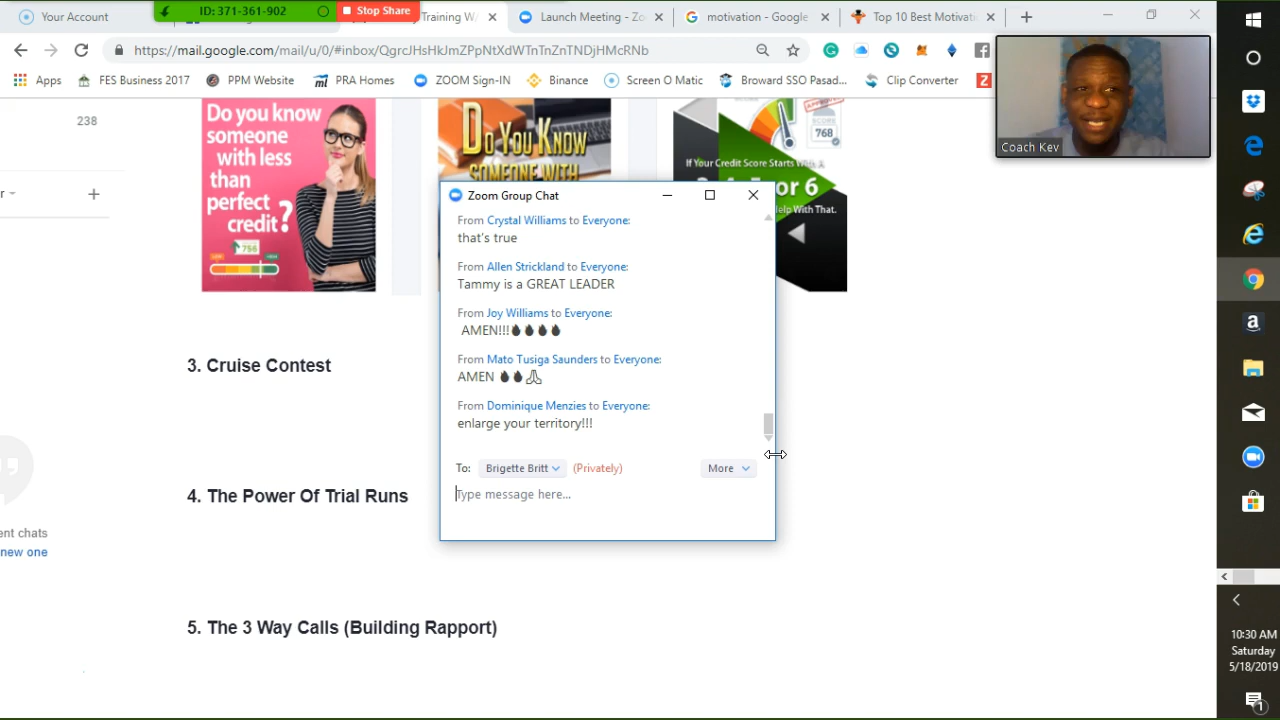 ID: 371-361-902
Stop Share
Your Account
Training W
Launch Meeting - Zo
motivation - Google
Top 10 Best Motivati
https://mail.google.com/mail/u/0/#inbox/QgrcJHsHkJmZPpNtXdWTnTnZnTNDjHMcRNb
Apps
FES Business 2017
PPM Website
PRA Homes
ZOOM Sign-IN
Binance
Screen O Matic
Broward SSO Pasad...
Clip Converter
Coach Kev
238
Do you know
someone
with less
than
perfect
credit?
756
DO YOU KNOW
SOMEONE WITH
APPROVED
SCORE
768
If Your Credit Score Starts With A
or 6
Help With That.
Zoom Group Chat
From Crystal Williams to Everyone:
that's true
From Allen Strickland to Everyone:
Tammy is a GREAT LEADER
From Joy Williams to Everyone:
AMEN!!!
From Mato Tusiga Saunders to Everyone:
AMEN
From Dominique Menzies to Everyone:
enlarge your territory!!!
To: Brigette Britt (Privately)
More
Type message here...
3. Cruise Contest
4. The Power Of Trial Runs
5. The 3 Way Calls (Building Rapport)
ent chats
new one
10:30 AM
Saturday
5/18/2019
1